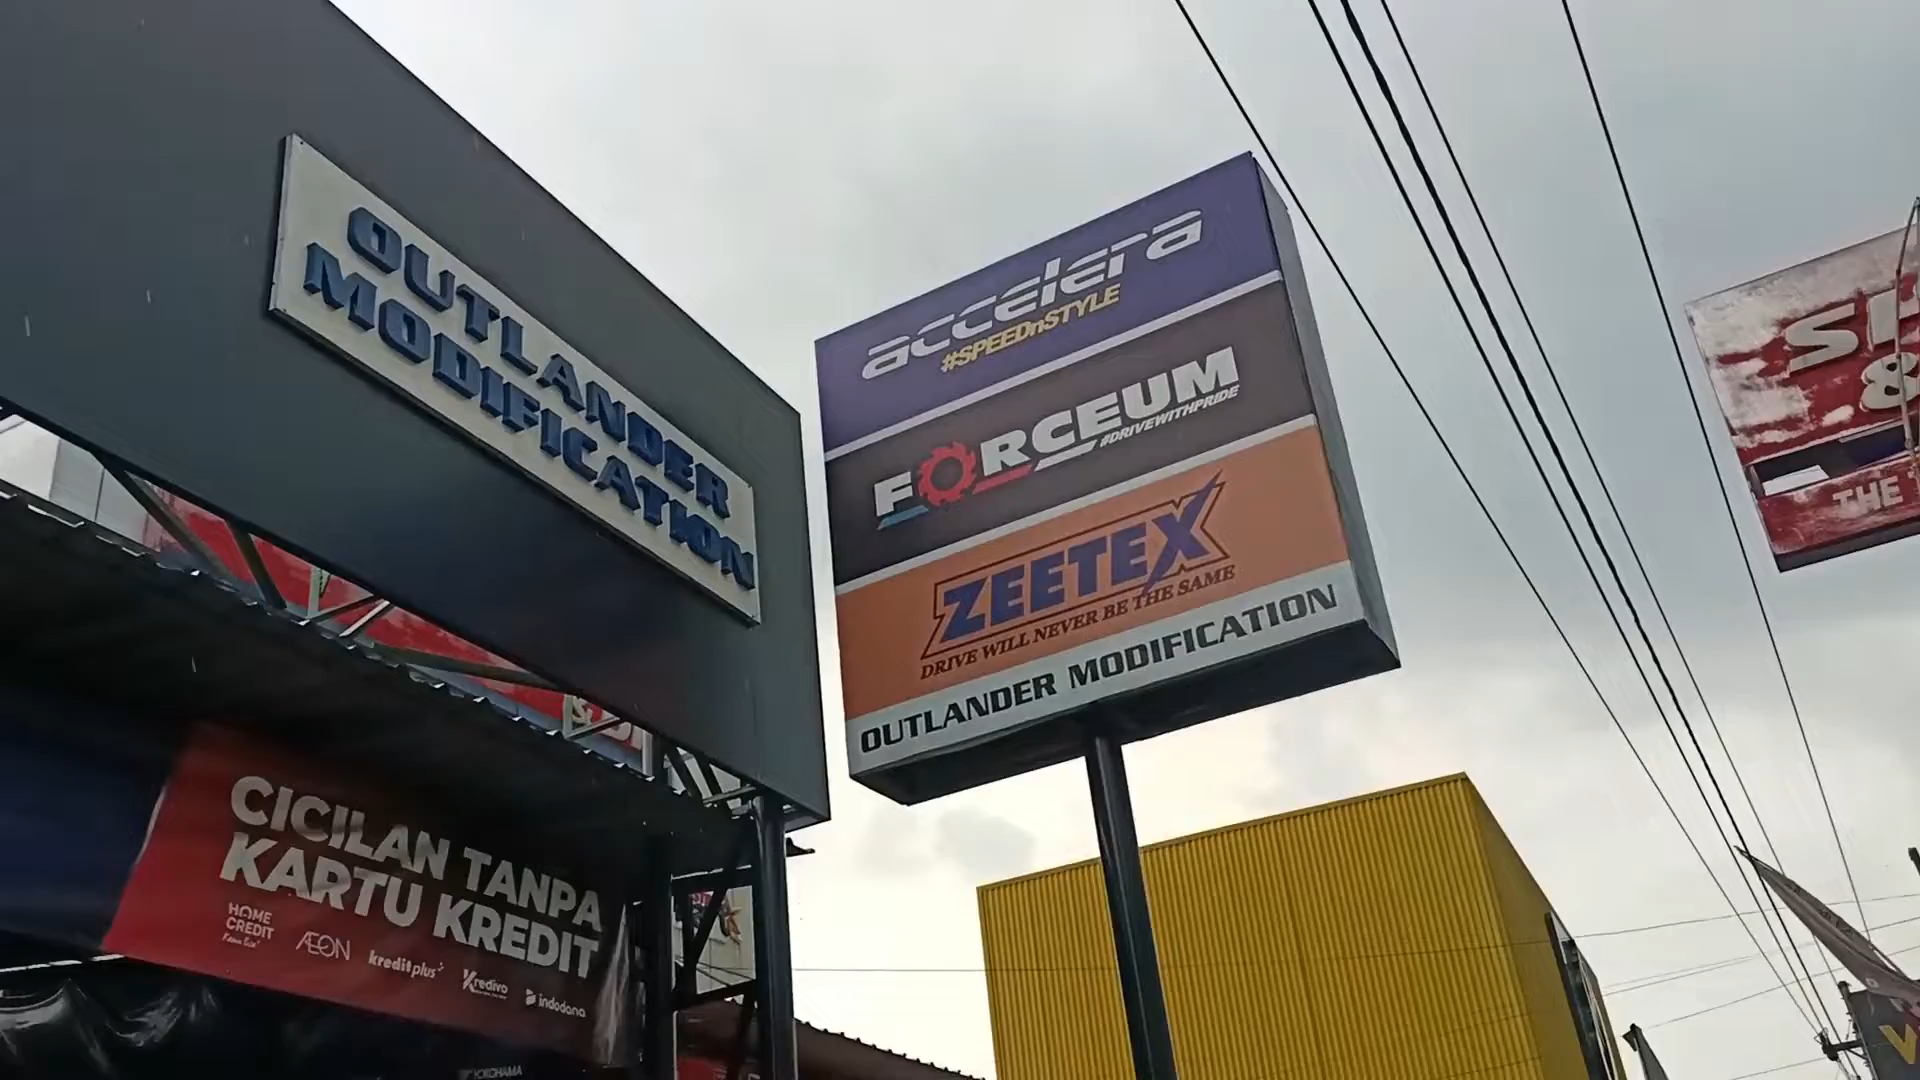 OUTLANDER
MODIFICATION
accelera
#SPEEDnSTYLE
FORCEUM
#DRIVEWITHPRIDE
ZEETEX
DRIVE WILL NEVER BE THE SAME
OUTLANDER MODIFICATION
&
THE
CICILAN TANPA
KARTU KREDIT
HOME
CREDIT
AEON
kreditplus
kredivo
indodana
YOKOHAMA